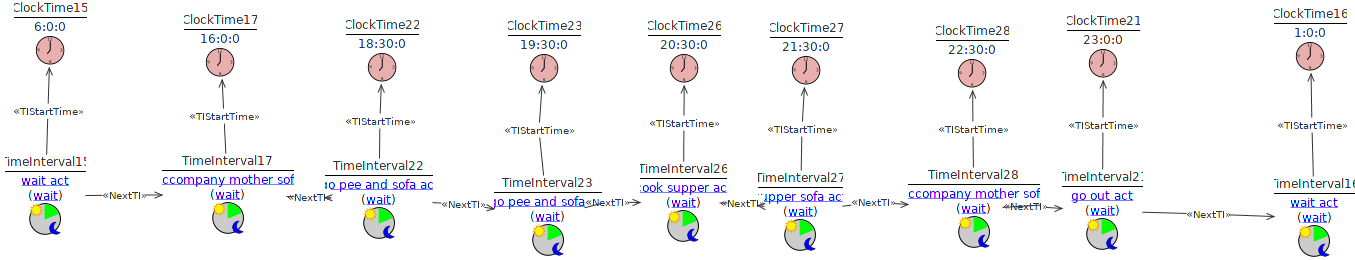 ClockTime15
6:0:0
«TIStartTime»
TimeInterval15
wait act
(wait)
«NextTI»
ClockTime17
16:0:0
«TIStartTime»
TimeInterval17
ccompany mother sof
(wait)
«NextTI»
ClockTime22
18:30:0
«TIStartTime»
TimeInterval22
go pee and sofa ac
(wait)
«NextTI»
ClockTime23
19:30:0
«TIStartTime»
TimeInterval23
go pee and sofa
(wait)
«NextTI»
ClockTime26
20:30:0
«TIStartTime»
TimeInterval26
ook supper ac
(wait)
«NextTI»
ClockTime27
21:30:0
«TIStartTime»
TimeInterval27
upper sofa ac
(wait)
«NextTI»
ClockTime28
22:30:0
«TIStartTime»
TimeInterval28
ccompany mother sof
(wait)
«NextTI»
ClockTime21
23:0:0
«TIStartTime»
TimeInterval21
go out act
(wait)
«NextTI»
ClockTime16
1:0:0
«TIStartTime»
TimeInterval16
wait act
(wait)